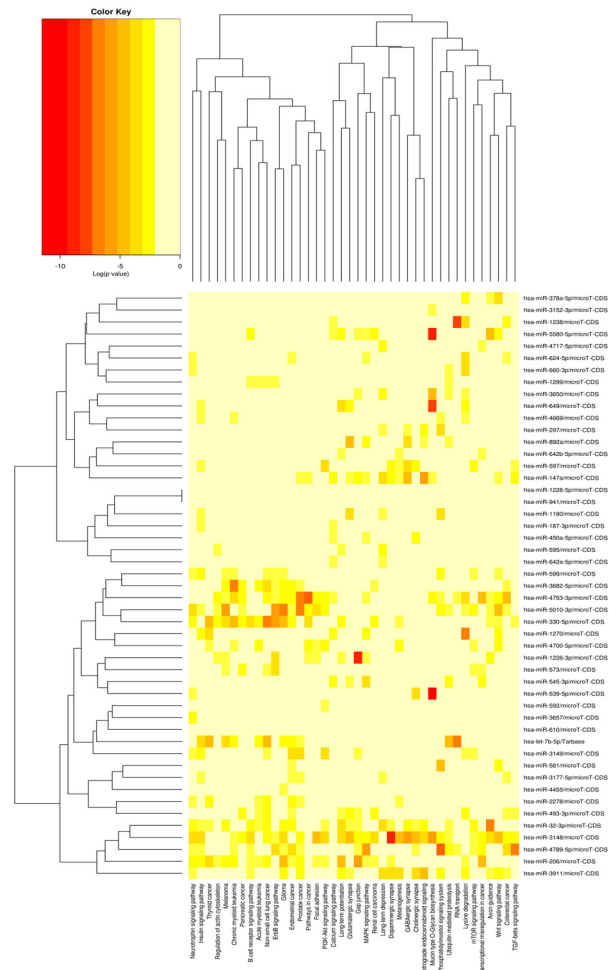 Color Key
-10 -5 0
Log(p value)
hsa-miR-378a-5p/microT-CDS
hsa-miR-3152-3p/microT-CDS
hsa-miR-1238/microT-CDS
hsa-miR-5580-5p/microT-CDS
hsa-miR-4717-5p/microT-CDS
hsa-miR-624-5p/microT-CDS
hsa-miR-660-3p/microT-CDS
hsa-miR-1299/microT-CDS
hsa-miR-3650/microT-CDS
hsa-miR-649/microT-CDS
hsa-miR-4669/microT-CDS
hsa-miR-297/microT-CDS
hsa-miR-892a/microT-CDS
hsa-miR-642b-5p/microT-CDS
hsa-miR-597/microT-CDS
hsa-miR-147a/microT-CDS
hsa-miR-1228-5p/microT-CDS
hsa-miR-941/microT-CDS
hsa-miR-1180/microT-CDS
hsa-miR-187-3p/microT-CDS
hsa-miR-450a-5p/microT-CDS
hsa-miR-595/microT-CDS
hsa-miR-642a-5p/microT-CDS
hsa-miR-599/microT-CDS
hsa-miR-3682-5p/microT-CDS
hsa-miR-4753-3p/microT-CDS
hsa-miR-5010-3p/microT-CDS
hsa-miR-330-5p/microT-CDS
hsa-miR-1270/microT-CDS
hsa-miR-4700-5p/microT-CDS
hsa-miR-1226-3p/microT-CDS
hsa-miR-573/microT-CDS
hsa-miR-545-3p/microT-CDS
hsa-miR-539-5p/microT-CDS
hsa-miR-592/microT-CDS
hsa-miR-3657/microT-CDS
hsa-miR-610/microT-CDS
hsa-let-7b-5p/Tarbase
hsa-miR-3149/microT-CDS
hsa-miR-581/microT-CDS
hsa-miR-3177-5p/microT-CDS
hsa-miR-4455/microT-CDS
hsa-miR-2278/microT-CDS
hsa-miR-493-3p/microT-CDS
hsa-miR-32-3p/microT-CDS
hsa-miR-3148/microT-CDS
hsa-miR-4789-5p/microT-CDS
hsa-miR-206/microT-CDS
hsa-miR-3911/microT-CDS
Neurotrophin signaling pathway
Insulin signaling pathway
Thyroid cancer
Regulation of actin cytoskeleton
Melanoma
Chronic myeloid leukemia
Pancreatic cancer
B cell receptor signaling pathway
Acute myeloid leukemia
Non-small cell lung cancer
ErbB signaling pathway
Glioma
Endometrial cancer
Prostate cancer
Pathways in cancer
Focal adhesion
PI3K-Akt signaling pathway
Calcium signaling pathway
Long-term potentiation
Glutamatergic synapse
Gap junction
MAPK signaling pathway
Renal cell carcinoma
Long-term depression
Dopaminergic synapse
Melanogenesis
GABAergic synapse
Cholinergic synapse
etrograde endocannabinoid signaling
Mucin type O-Glycan biosynthesis
Phosphatidylinositol signaling system
Ubiquitin mediated proteolysis
RNA transport
Lysine degradation
mTOR signaling pathway
ranscriptional misregulation in cancer
Axon guidance
Wnt signaling pathway
Colorectal cancer
TGF-beta signaling pathway